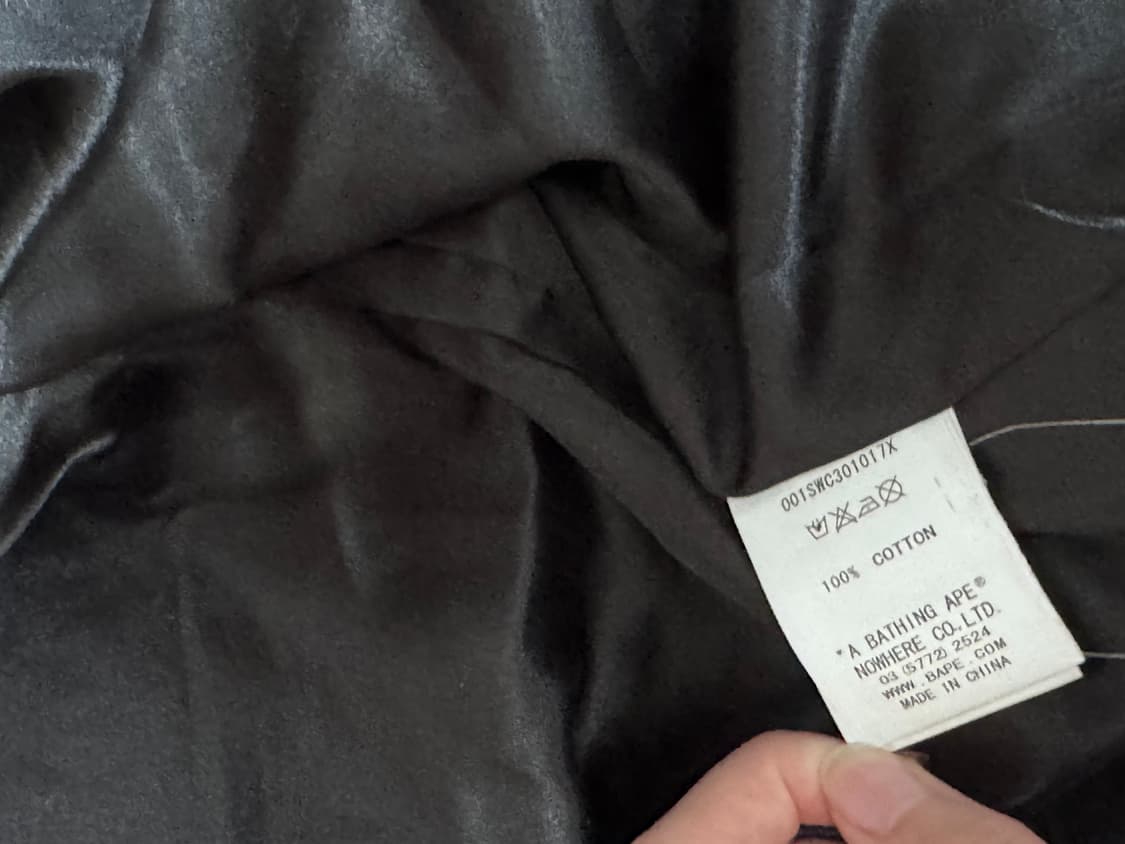 001SWC301017X
100% COTTON
*A BATHING APE®
NOWHERE CO.,LTD.
03 (5772) 2524
WWW.BAPE.COM
MADE IN CHINA